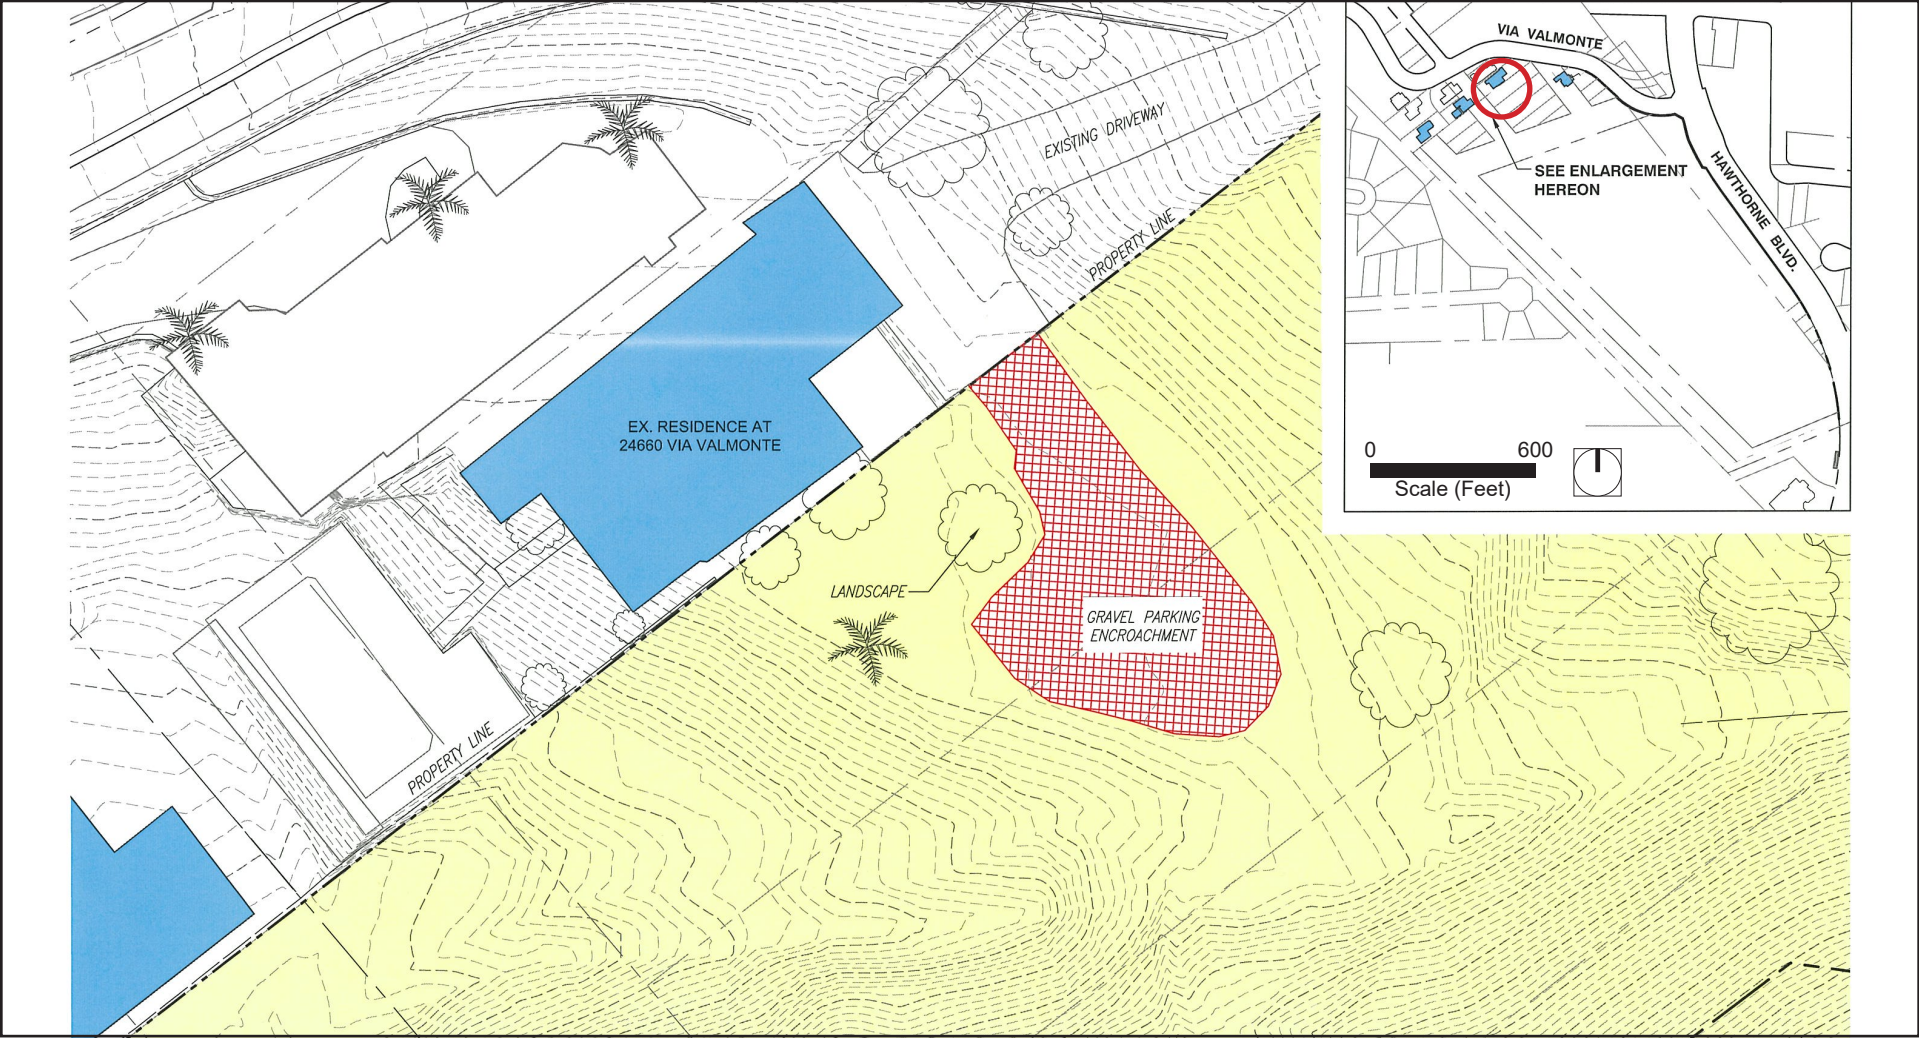 VIA VALMONTE
SEE ENLARGEMENT
HEREON
HAWTHORNE BLVD.
0 600
Scale (Feet)
EXISTING DRIVEWAY
PROPERTY LINE
EX. RESIDENCE AT
24660 VIA VALMONTE
LANDSCAPE
GRAVEL PARKING
ENCROACHMENT
PROPERTY LINE